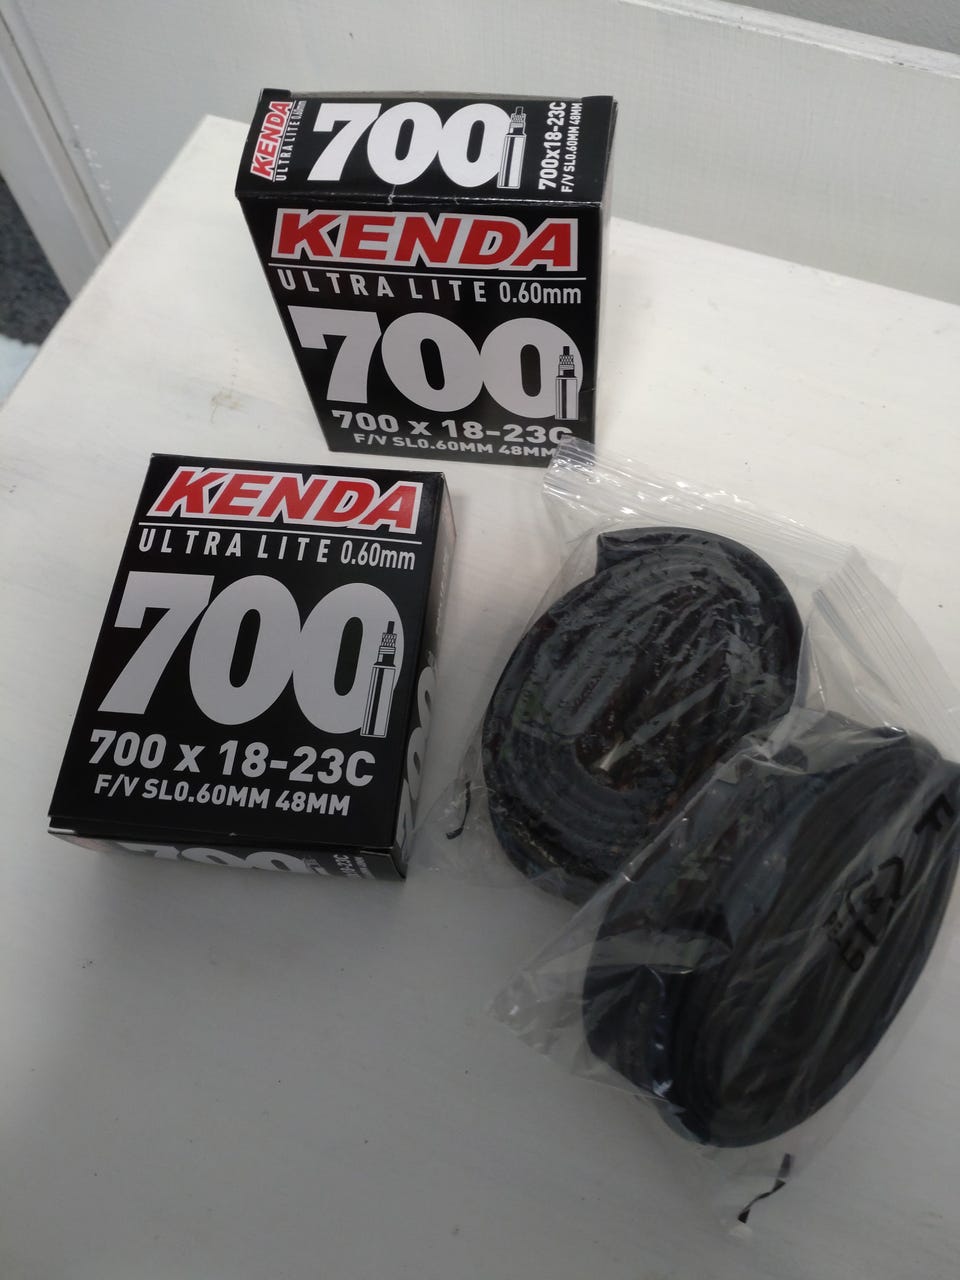 KENDA
ULTRA LITE 0.60mm
700
700x18-23C
F/V SL0.60MM 48MM
KENDA
ULTRA LITE 0.60mm
700
700 x 18-23C
F/V SL0.60MM 48MM
KENDA
ULTRA LITE 0.60mm
700
700 x 18-23C
F/V SL0.60MM 48MM
700